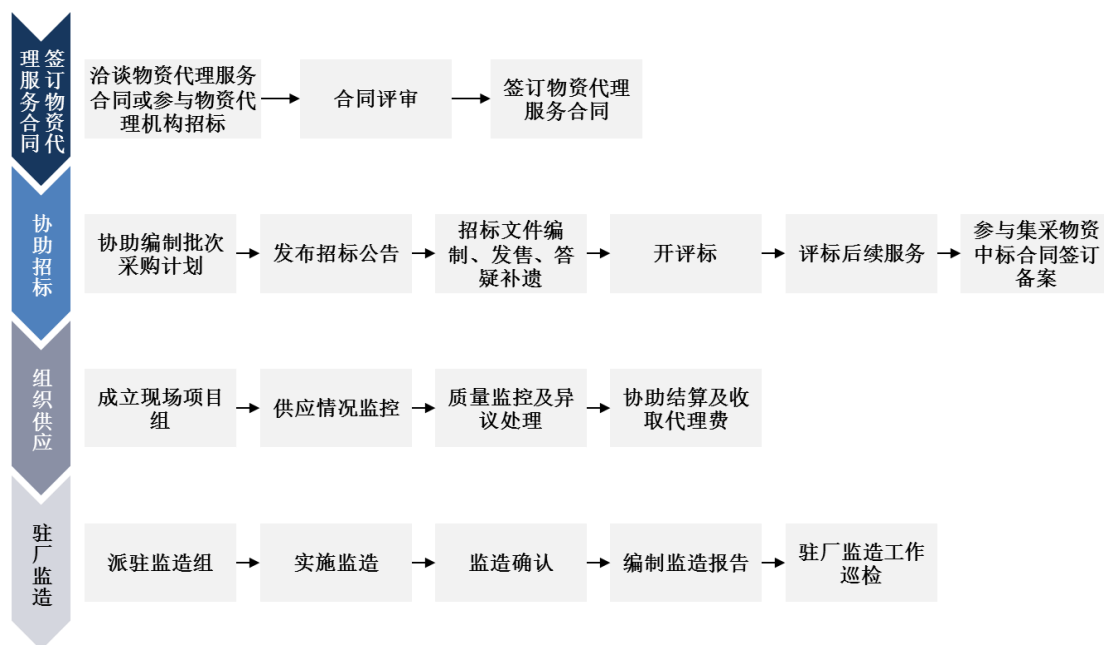 签订物资代
理服务合同
洽谈物资代理服务
合同或参与物资代
理机构招标
合同评审
签订物资代理
服务合同
协助招标
协助编制批次
采购计划
发布招标公告
招标文件编
制、发售、答
疑补遗
开评标
评标后续服务
参与集采物资
中标合同签订
备案
组织供应
成立现场项目
组
供应情况监控
质量监控及异
议处理
协助结算及收
取代理费
驻厂监造
派驻监造组
实施监造
监造确认
编制监造报告
驻厂监造工作
巡检